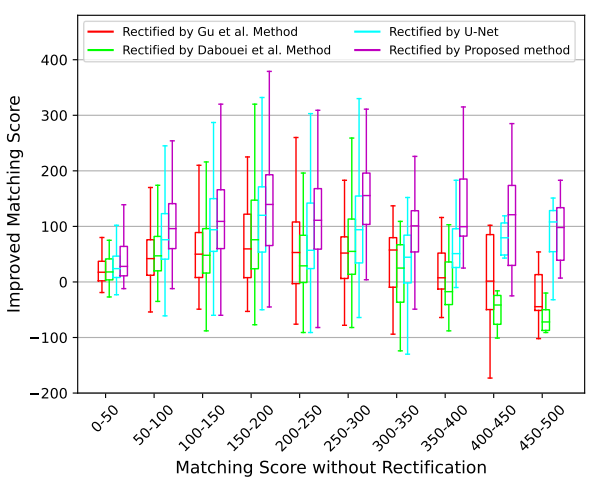 Rectified by Gu et al. Method
Rectified by Dabouei et al. Method
Rectified by U-Net
Rectified by Proposed method
Improved Matching Score
400
300
200
100
0
−100
−200
0-50
50-100
100-150
150-200
200-250
250-300
300-350
350-400
400-450
450-500
Matching Score without Rectification